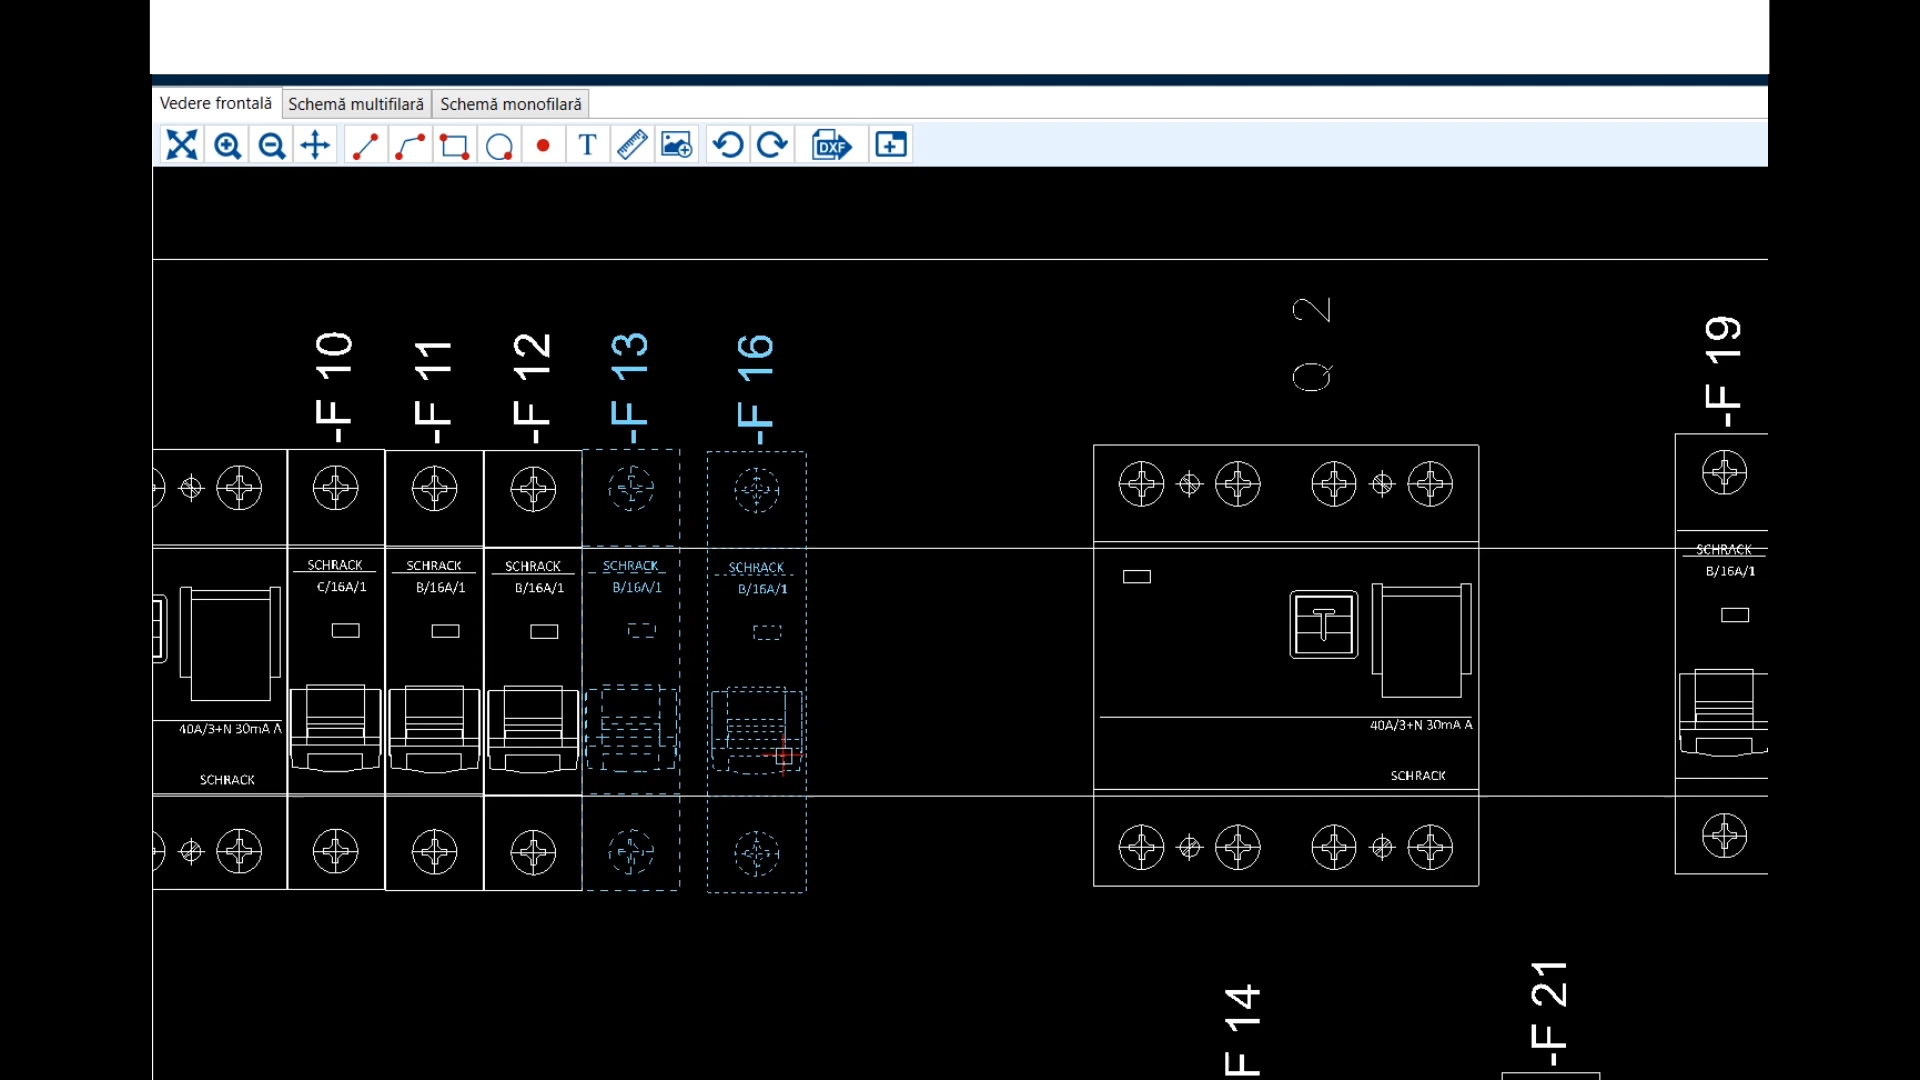 Vedere frontală
Schemă multifilară
Schemă monofilară
T
DXF
-F 10
-F 11
-F 12
-F 13
-F 16
Q 2
-F 19
SCHRACK
C/16A/1
SCHRACK
B/16A/1
SCHRACK
B/16A/1
SCHRACK
B/16A/1
SCHRACK
B/16A/1
SCHRACK
B/16A/1
T
40A/3+N 30mA A
SCHRACK
40A/3+N 30mA A
SCHRACK
F 14
-F 21